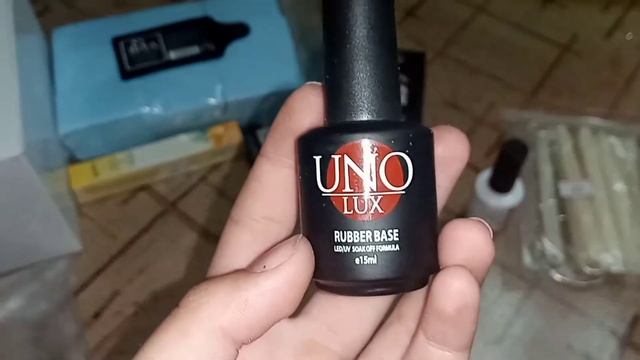 UNO
LUX
RUBBER BASE
LED/UV SOAK OFF FORMULA
e15ml